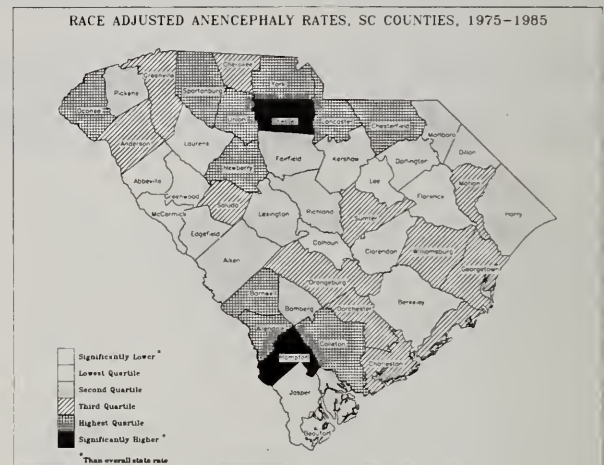 RACE ADJUSTED ANENCEPHALY RATES, SC COUNTIES, 1975-1985
Cherokee
York
Greenville
Spartanburg
Pickens
Oconee
Union
Chester
Lancaster
Chesterfield
Marlboro
Anderson
Laurens
Dillon
Fairfield
Kershaw
Darlington
Newberry
Abbeville
Lee
Marion
Greenwood
Florence
Saluda
McCormick
Lexington
Richland
Sumter
Horry
Edgefield
Calhoun
Clarendon
Williamsburg
Aiken
Georgetown
Orangeburg
Barnwell
Bamberg
Dorchester
Berkeley
Allendale
Colleton
Hampton
Charleston
Jasper
Beaufort
Significantly Lower *
Lowest Quartile
Second Quartile
Third Quartile
Highest Quartile
Significantly Higher *
* Than overall state rate